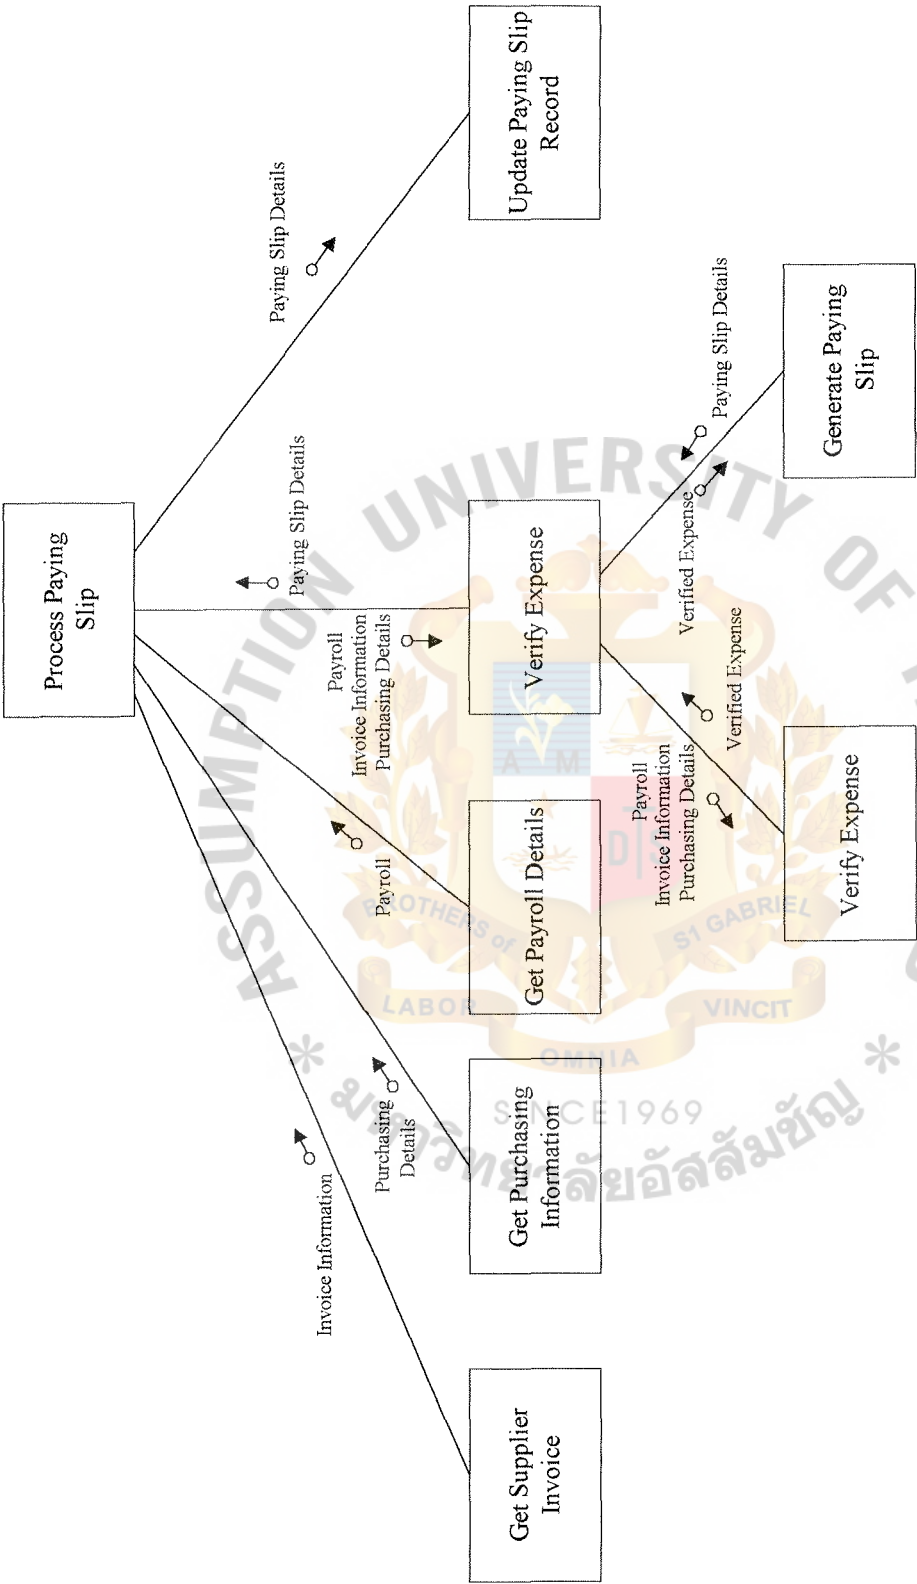 Process Paying
Slip
Invoice Information
Purchasing
Details
Payroll
Payroll
Invoice Information
Purchasing Details
Paying Slip Details
Paying Slip Details
Get Supplier
Invoice
Get Purchasing
Information
Get Payroll Details
Verify Expense
Update Paying Slip
Record
Payroll
Invoice Information
Purchasing Details
Verified Expense
Verified Expense
Paying Slip Details
Verify Expense
Generate Paying
Slip
ASSUMPTION UNIVERSITY OF
A M
D S
BROTHERS of
S1 GABRIEL
LABOR
OMNIA
VINCIT
SINCE1969
* มหาวิทยาลัยอัสสัมชัญ *